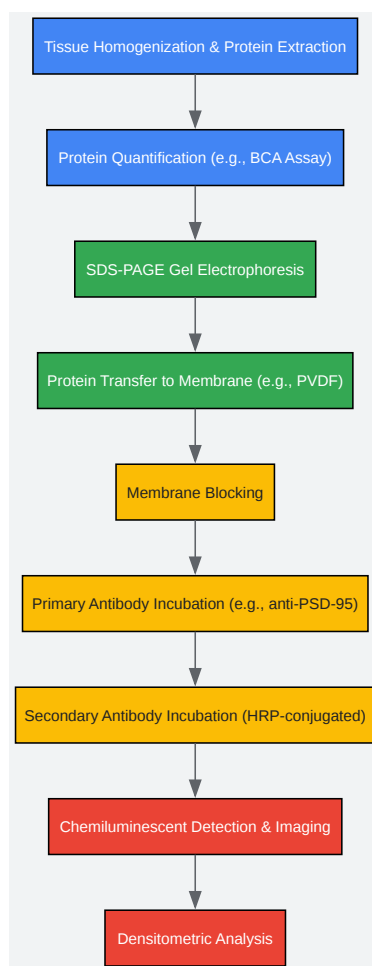 Tissue Homogenization & Protein Extraction
Protein Quantification (e.g., BCA Assay)
SDS-PAGE Gel Electrophoresis
Protein Transfer to Membrane (e.g., PVDF)
Membrane Blocking
Primary Antibody Incubation (e.g., anti-PSD-95)
Secondary Antibody Incubation (HRP-conjugated)
Chemiluminescent Detection & Imaging
Densitometric Analysis